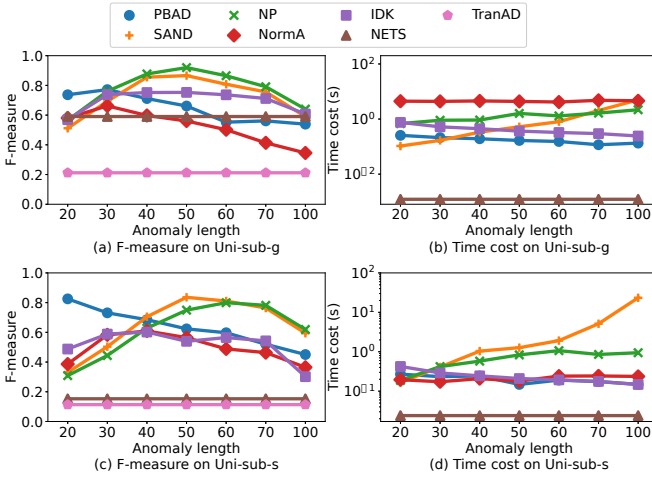 PBAD NP IDK TranAD
SAND NormA NETS
1.0
0.8
0.6
0.4
0.2
0.0
F-measure
20 30 40 50 60 70 100
Anomaly length
(a) F-measure on Uni-sub-g
10²
10⁰
10⁻²
Time cost (s)
20 30 40 50 60 70 100
Anomaly length
(b) Time cost on Uni-sub-g
1.0
0.8
0.6
0.4
0.2
0.0
F-measure
20 30 40 50 60 70 100
Anomaly length
(c) F-measure on Uni-sub-s
10²
10¹
10⁰
10⁻¹
Time cost (s)
20 30 40 50 60 70 100
Anomaly length
(d) Time cost on Uni-sub-s